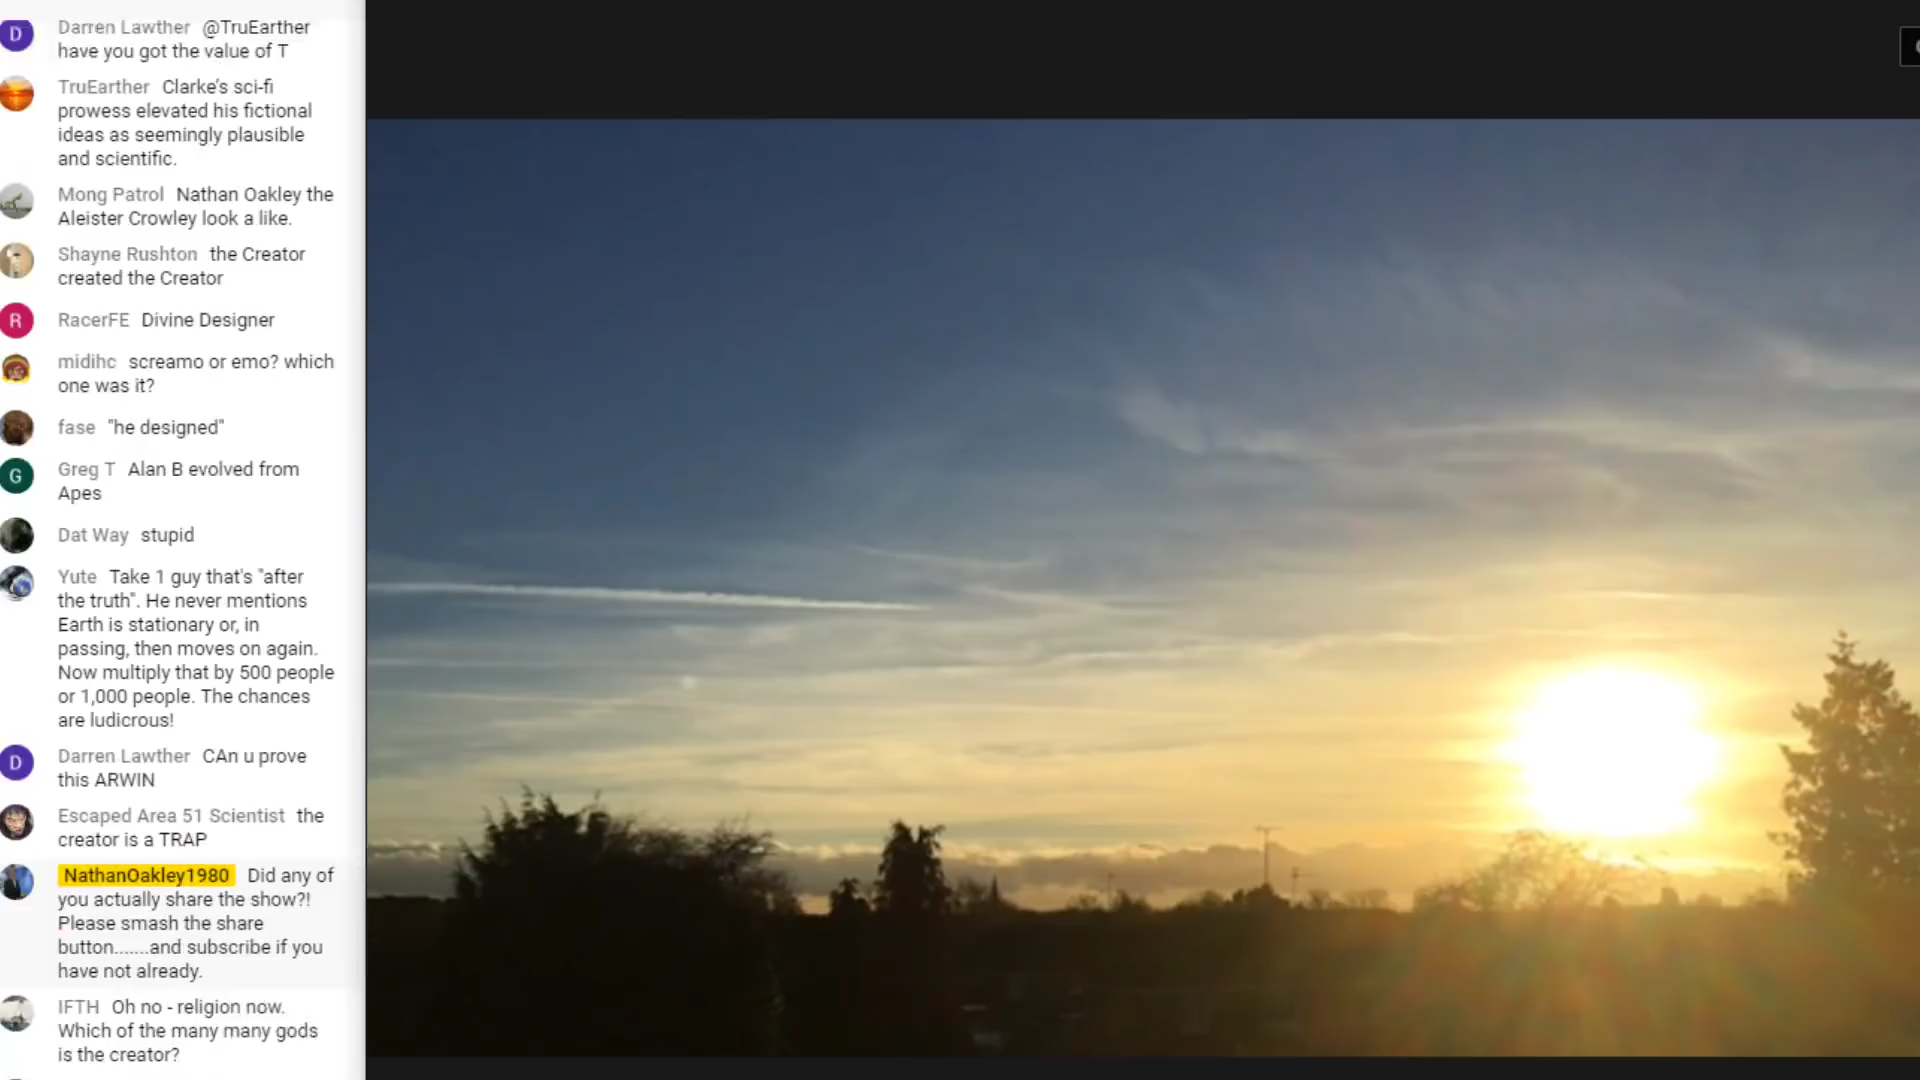 D Darren Lawther @TruEarther
have you got the value of T
TruEarther Clarke's sci-fi
prowess elevated his fictional
ideas as seemingly plausible
and scientific.
Mong Patrol Nathan Oakley the
Aleister Crowley look a like.
Shayne Rushton the Creator
created the Creator
R RacerFE Divine Designer
midihc screamo or emo? which
one was it?
fase "he designed"
G Greg T Alan B evolved from
Apes
Dat Way stupid
Yute Take 1 guy that's "after
the truth". He never mentions
Earth is stationary or, in
passing, then moves on again.
Now multiply that by 500 people
or 1,000 people. The chances
are ludicrous!
D Darren Lawther CAn u prove
this ARWIN
Escaped Area 51 Scientist the
creator is a TRAP
NathanOakley1980 Did any of
you actually share the show?!
Please smash the share
button.......and subscribe if you
have not already.
IFTH Oh no - religion now.
Which of the many many gods
is the creator?